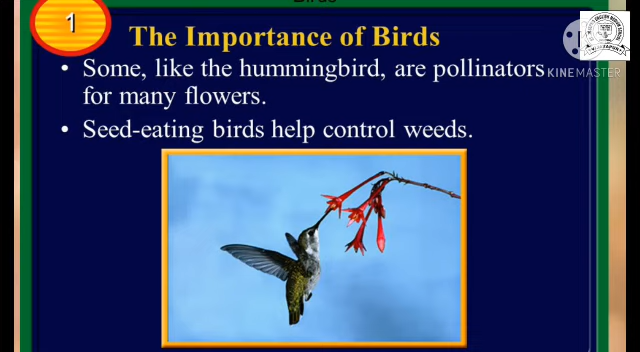 Birds
1
The Importance of Birds
• Some, like the hummingbird, are pollinators
for many flowers.
• Seed-eating birds help control weeds.
KINEMASTER